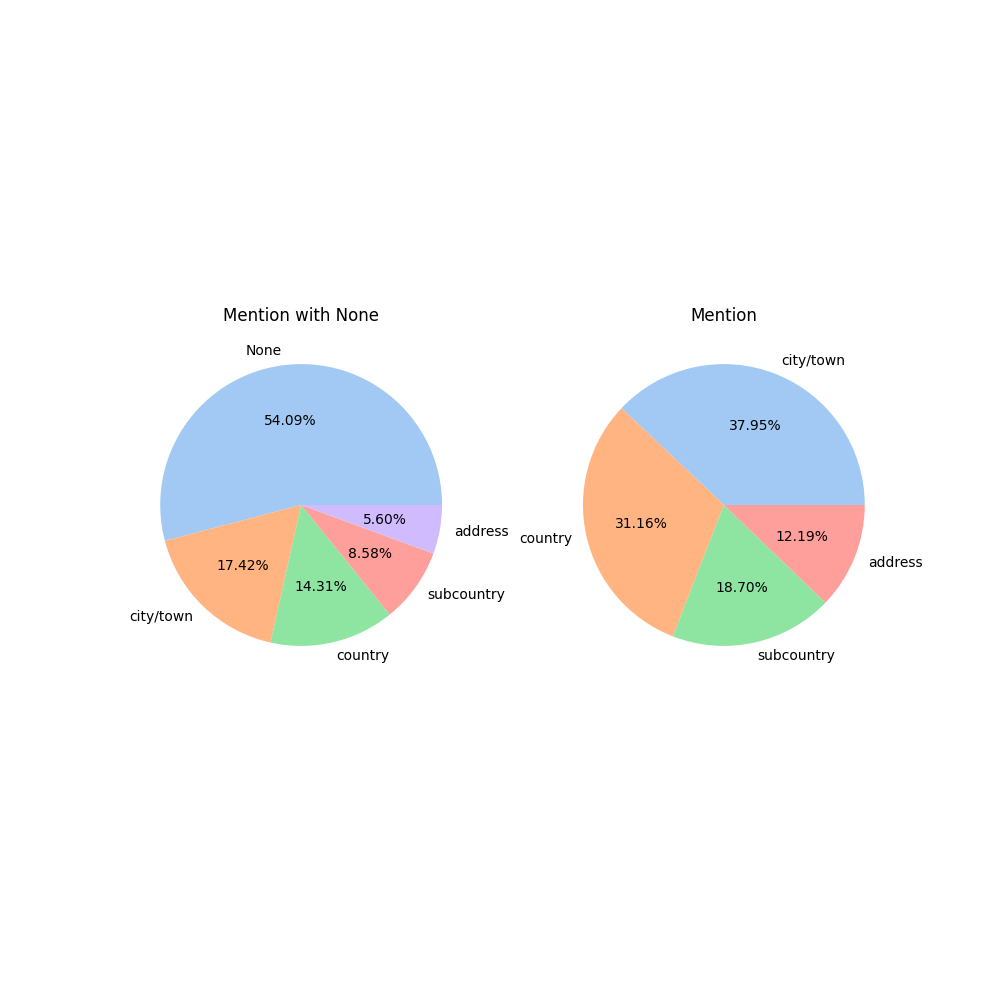 Mention with None
None
54.09%
5.60%
address
8.58%
subcountry
17.42%
14.31%
city/town
country
Mention
city/town
37.95%
31.16%
country
12.19%
address
18.70%
subcountry